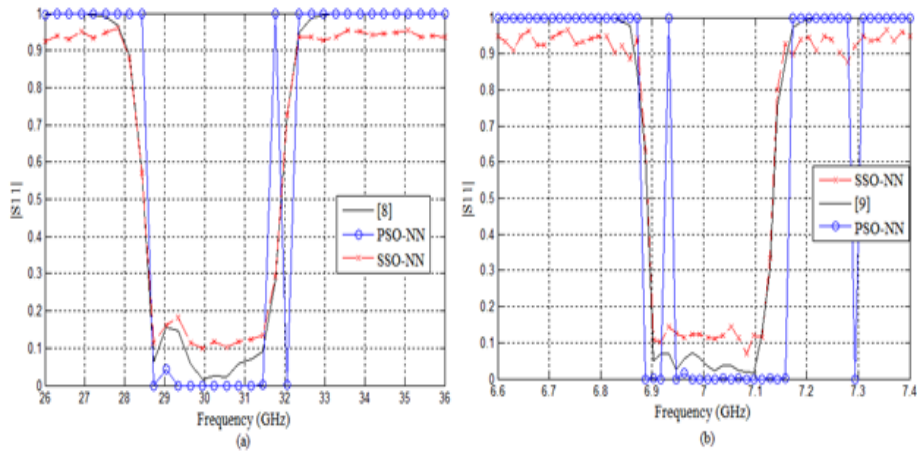 1
0.9
0.8
0.7
0.6
0.5
0.4
0.3
0.2
0.1
0
|S11|
[8]
PSO-NN
SSO-NN
26 27 28 29 30 31 32 33 34 35 36
Frequency (GHz)
(a)
1
0.9
0.8
0.7
0.6
0.5
0.4
0.3
0.2
0.1
0
|S11|
SSO-NN
[9]
PSO-NN
6.6 6.7 6.8 6.9 7 7.1 7.2 7.3 7.4
Frequency (GHz)
(b)